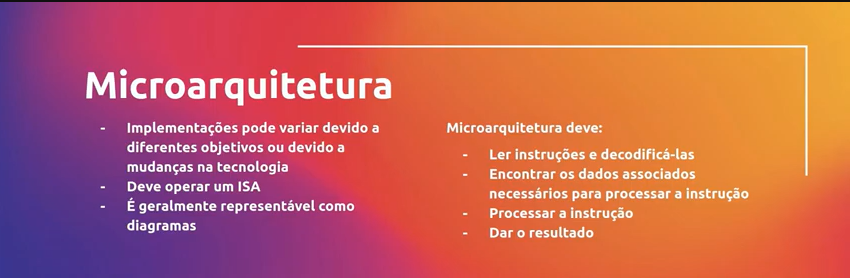 Microarquitetura
- Implementações pode variar devido a
diferentes objetivos ou devido a
mudanças na tecnologia
- Deve operar um ISA
- É geralmente representável como
diagramas
Microarquitetura deve:
- Ler instruções e decodificá-las
- Encontrar os dados associados
necessários para processar a instrução
- Processar a instrução
- Dar o resultado